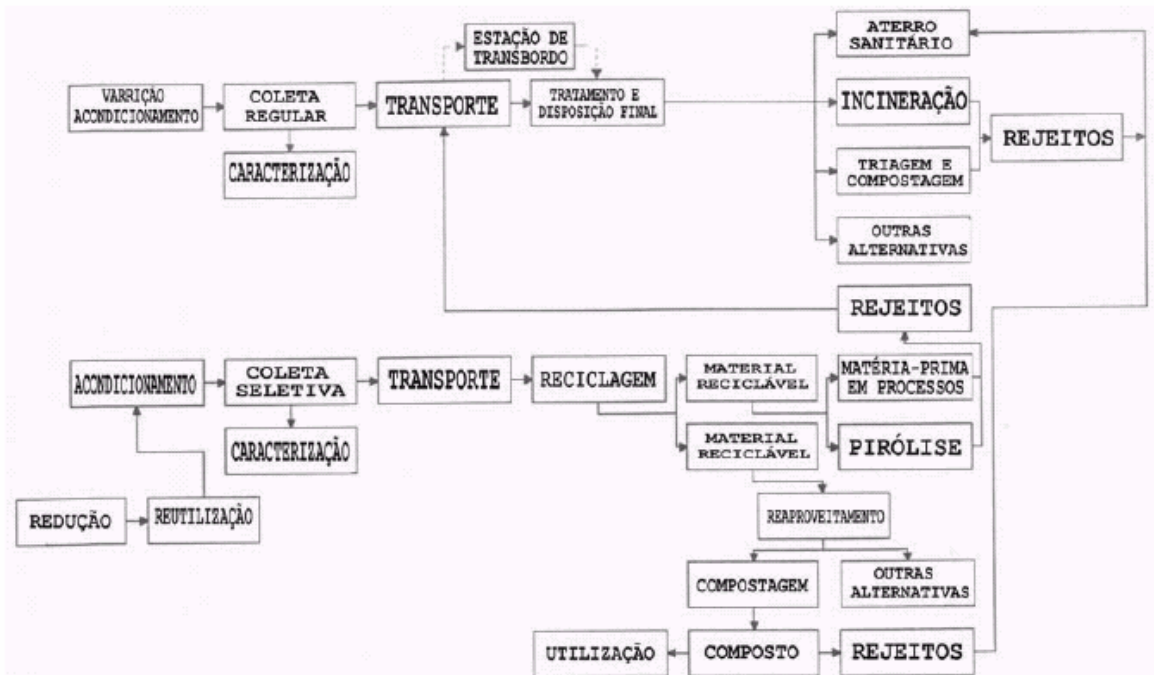 ESTAÇÃO DE
TRANSBORDO
ATERRO
SANITÁRIO
VARRIÇÃO
ACONDICIONAMENTO
COLETA
REGULAR
TRANSPORTE
TRATAMENTO E
DISPOSIÇÃO FINAL
INCINERAÇÃO
REJEITOS
CARACTERIZAÇÃO
TRIAGEM E
COMPOSTAGEM
OUTRAS
ALTERNATIVAS
REJEITOS
ACONDICIONAMENTO
COLETA
SELETIVA
TRANSPORTE
RECICLAGEM
MATERIAL
RECICLÁVEL
MATÉRIA-PRIMA
EM PROCESSOS
CARACTERIZAÇÃO
MATERIAL
RECICLÁVEL
PIRÓLISE
REDUÇÃO
REUTILIZAÇÃO
REAPROVEITAMENTO
COMPOSTAGEM
OUTRAS
ALTERNATIVAS
UTILIZAÇÃO
COMPOSTO
REJEITOS